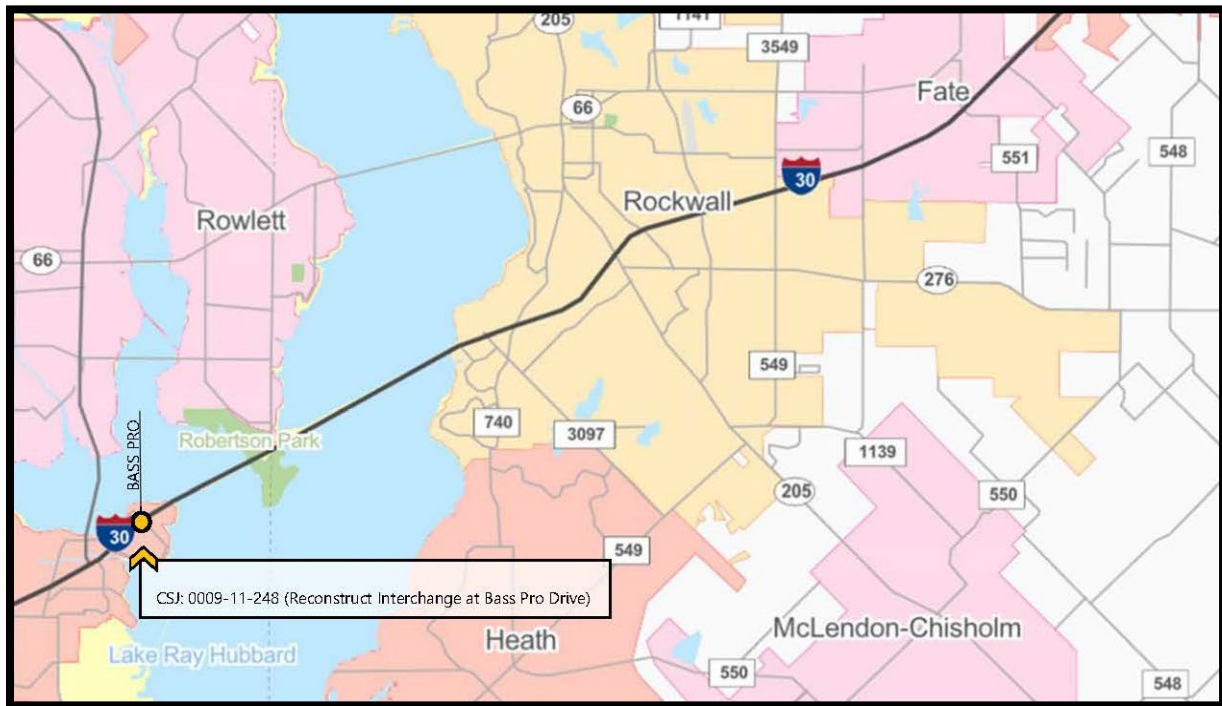 205
1141
3549
Fate
66
551
548
30
Rockwall
Rowlett
66
276
549
740
3097
Robertson Park
1139
BASS PRO
205
550
30
549
CSJ: 0009-11-248 (Reconstruct Interchange at Bass Pro Drive)
McLendon-Chisholm
Heath
Lake Ray Hubbard
550
548